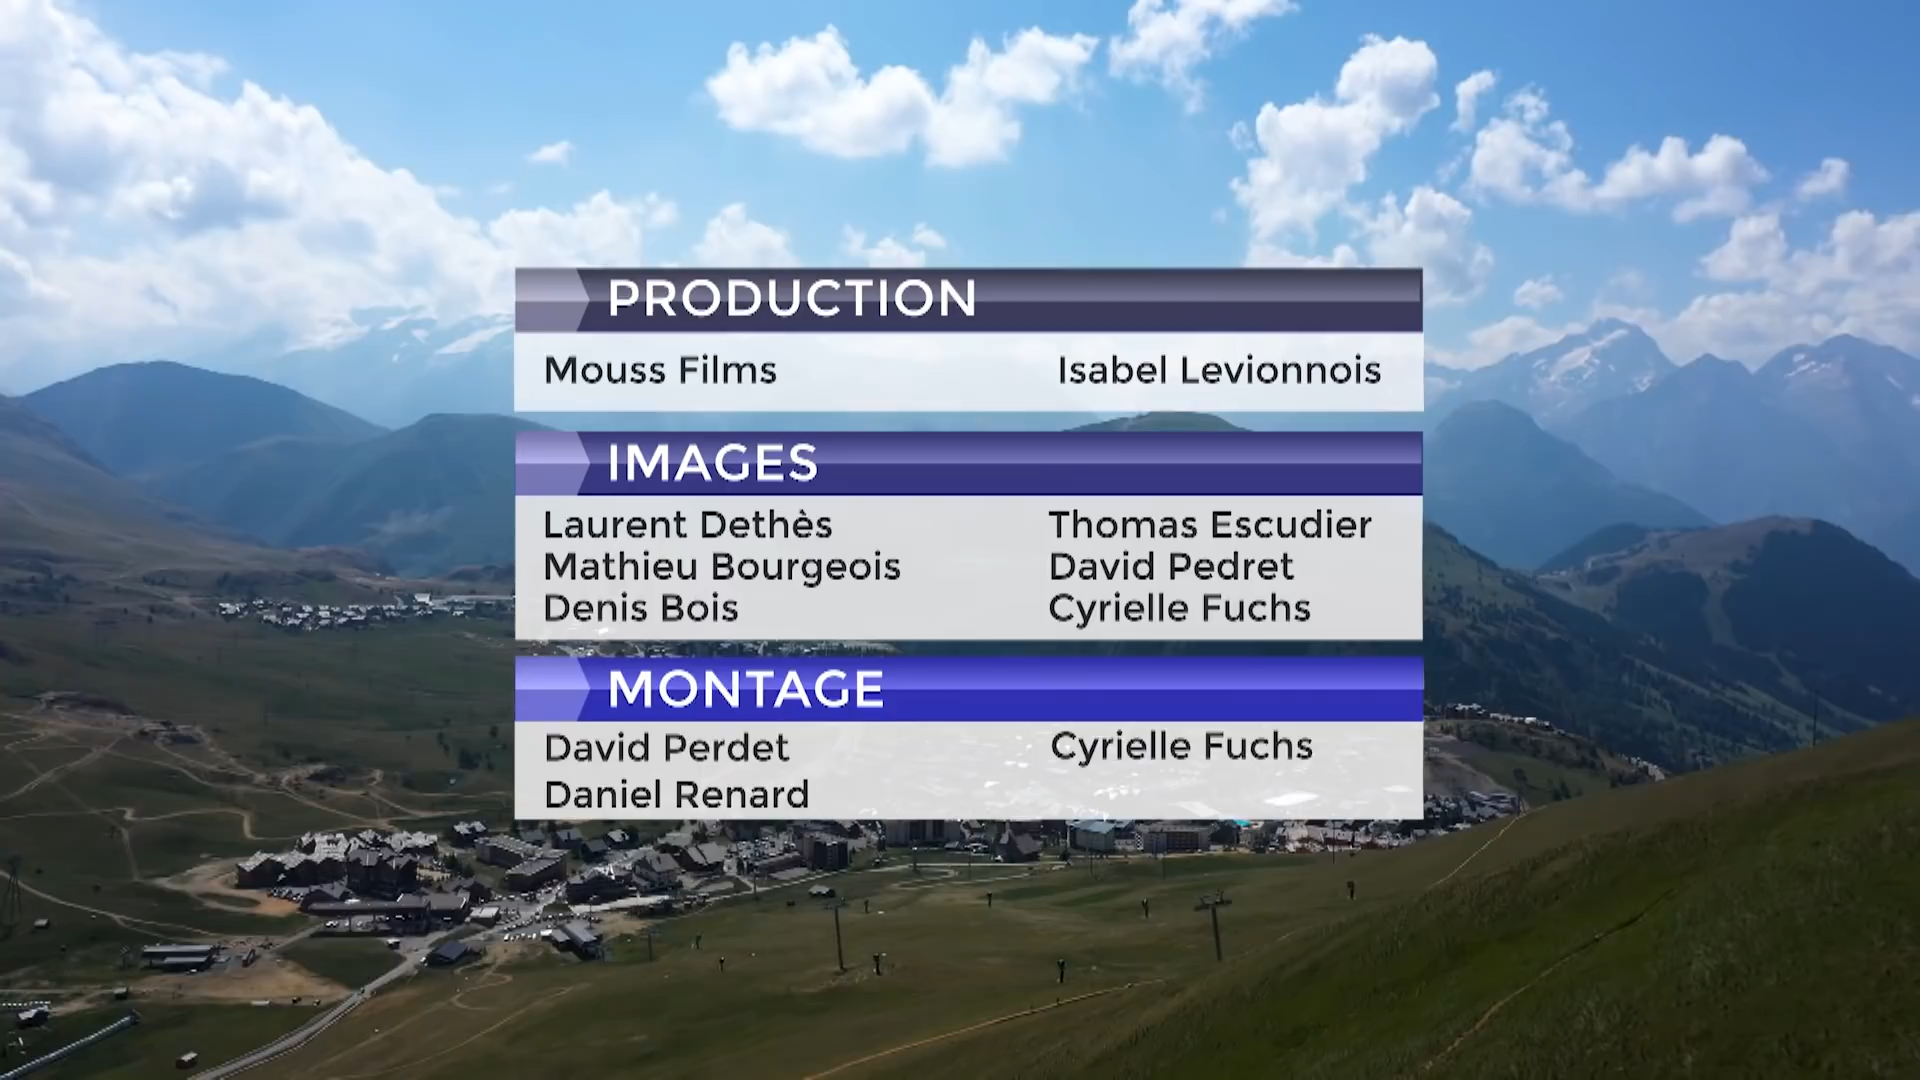 PRODUCTION
Mouss Films Isabel Levionnois
IMAGES
Laurent Dethès Thomas Escudier
Mathieu Bourgeois David Pedret
Denis Bois Cyrielle Fuchs
MONTAGE
David Perdet Cyrielle Fuchs
Daniel Renard